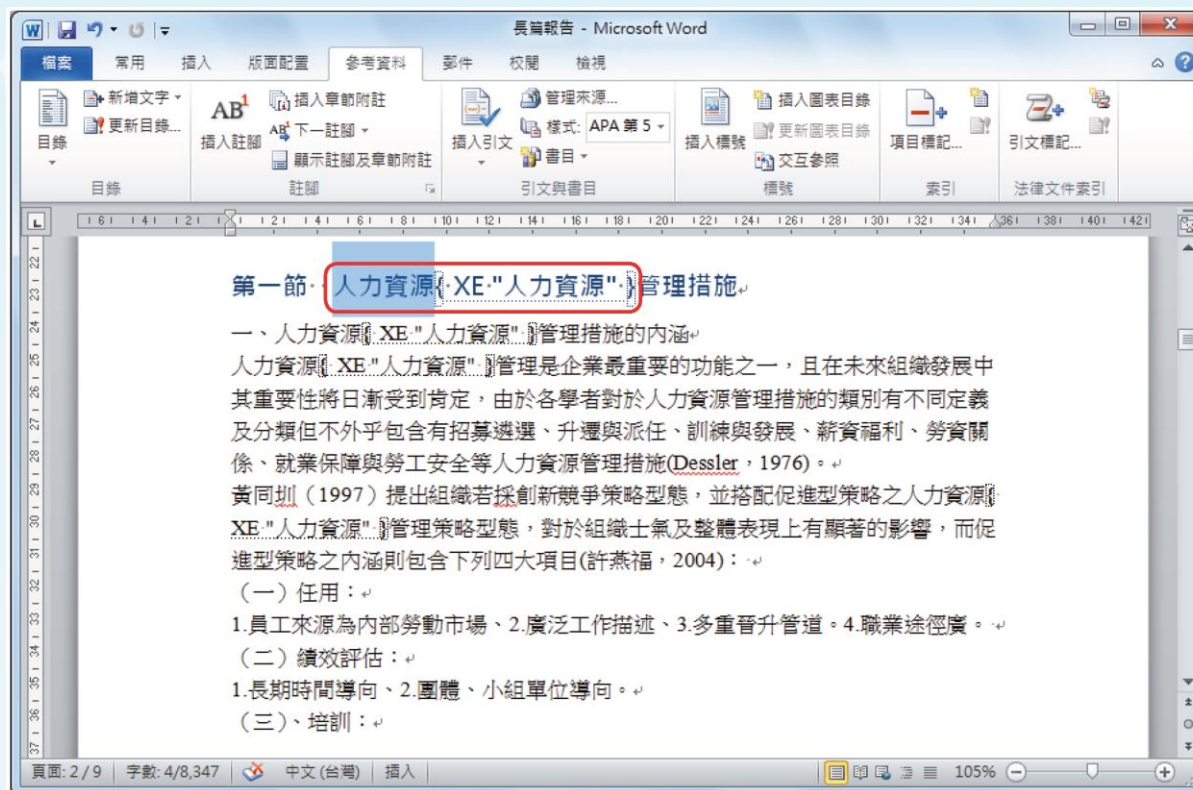 長篇報告 - Microsoft Word
檔案 常用 插入 版面配置 參考資料 郵件 校閱 檢視
目錄
新增文字
更新目錄...
目錄
AB¹
插入註腳
插入章節附註
下一註腳
顯示註腳及章節附註
註腳
插入引文
管理來源...
樣式: APA 第 5
書目
引文與書目
插入標號
插入圖表目錄
更新圖表目錄
交互參照
標號
項目標記...
索引
引文標記...
法律文件索引
第一節 人力資源{ XE "人力資源" }管理措施
一、人力資源{ XE "人力資源" }管理措施的內涵
人力資源{ XE "人力資源" }管理是企業最重要的功能之一，且在未來組織發展中
其重要性將日漸受到肯定，由於各學者對於人力資源管理措施的類別有不同定義
及分類但不外乎包含有招募遴選、升遷與派任、訓練與發展、薪資福利、勞資關
係、就業保障與勞工安全等人力資源管理措施(Dessler，1976)。
黃同圳（1997）提出組織若採創新競爭策略型態，並搭配促進型策略之人力資源{
XE "人力資源" }管理策略型態，對於組織士氣及整體表現上有顯著的影響，而促
進型策略之內涵則包含下列四大項目(許燕福，2004)：
（一）任用：
1.員工來源為內部勞動市場、2.廣泛工作描述、3.多重晉升管道。4.職業途徑廣。
（二）績效評估：
1.長期時間導向、2.團體、小組單位導向。
（三）、培訓：
頁面: 2 / 9 字數: 4/8,347 中文 (台灣) 插入 105%